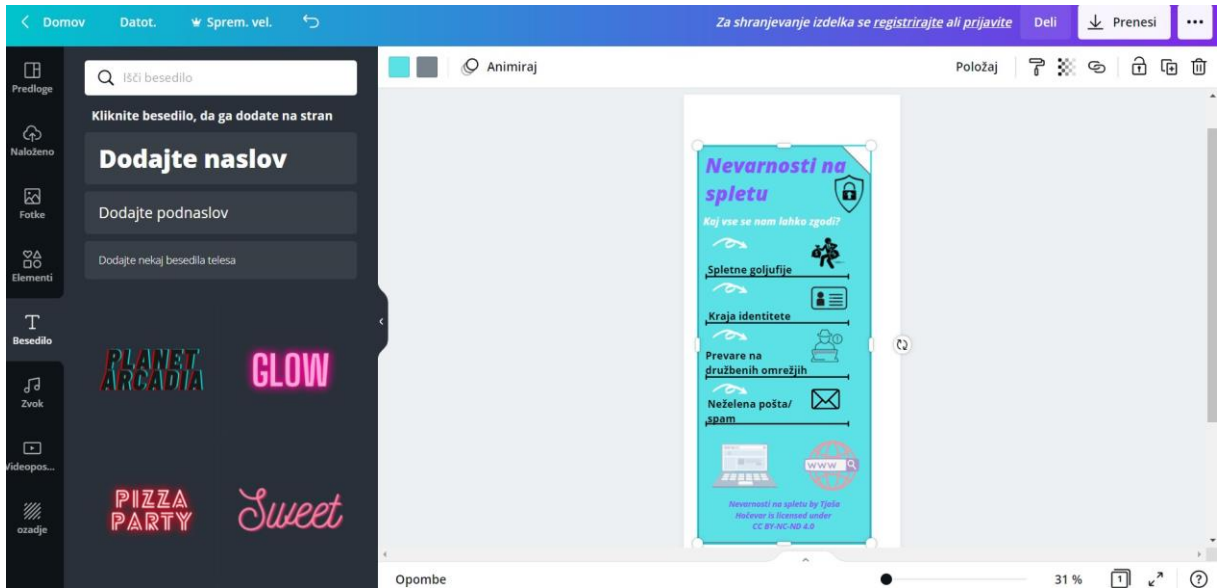 Domov Datot. Sprem. vel. Za shranjevanje izdelka se registrirajte ali prijavite Deli Prenesi
Predloge
Naloženo
Fotke
Elementi
Besedilo
Zvok
Videopos...
ozadje
Išči besedilo
Kliknite besedilo, da ga dodate na stran
Dodajte naslov
Dodajte podnaslov
Dodajte nekaj besedila telesa
PLANET
ARCADIA
GLOW
PIZZA
PARTY
Sweet
Animiraj Položaj
Nevarnosti na
spletu
Kaj vse se nam lahko zgodi?
Spletne goljufije
Kraja identitete
Prevare na
družbenih omrežjih
Neželena pošta/
spam
WWW
Nevarnosti na spletu by Tjaša
Hočevar is licensed under
CC BY-NC-ND 4.0
Opombe 31 % 1 ?